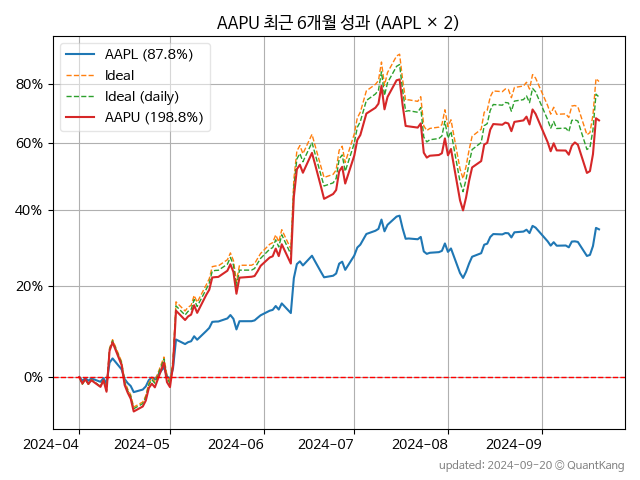 AAPU 최근 6개월 성과 (AAPL × 2)
AAPL (87.8%)
Ideal
Ideal (daily)
AAPU (198.8%)
80%
60%
40%
20%
0%
2024-04 2024-05 2024-06 2024-07 2024-08 2024-09
updated: 2024-09-20 © QuantKang